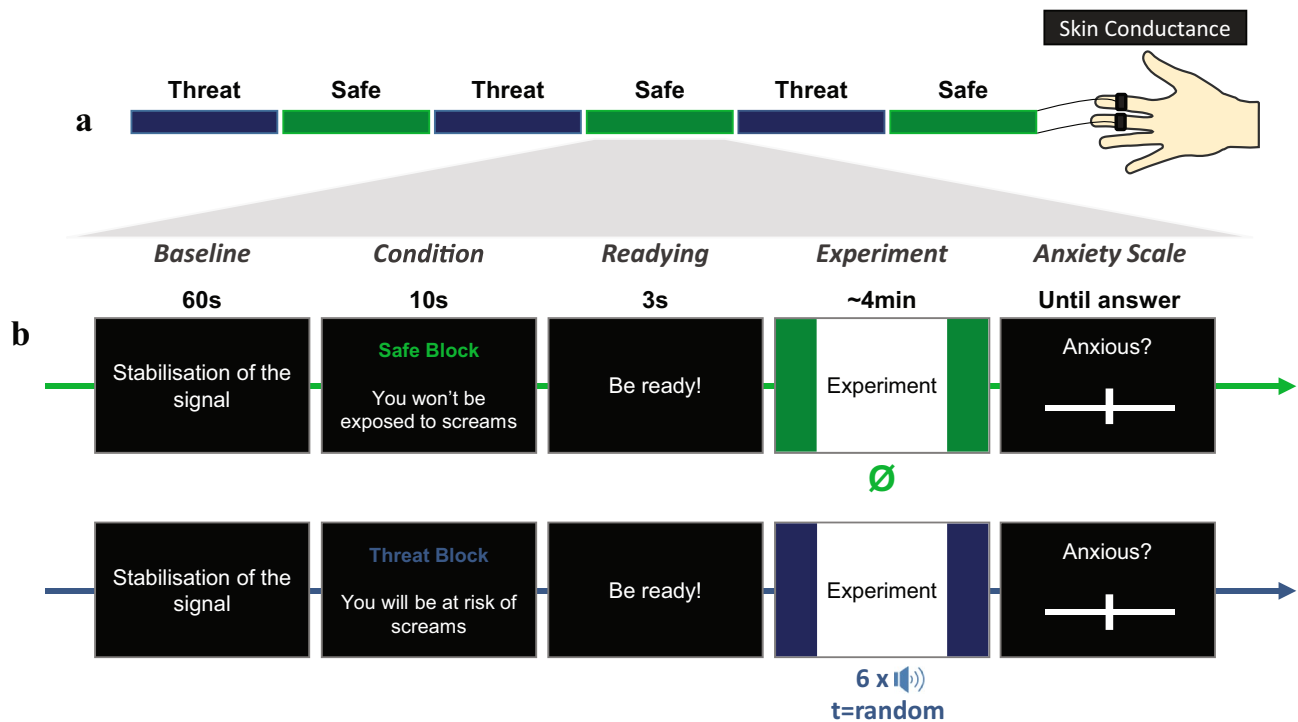 Skin Conductance
Threat Safe Threat Safe Threat Safe
a
Baseline Condition Readying Experiment Anxiety Scale
60s 10s 3s ~4min Until answer
b
Stabilisation of the
signal
Safe Block
You won’t be
exposed to screams
Be ready!
Experiment
Anxious?
Ø
Stabilisation of the
signal
Threat Block
You will be at risk of
screams
Be ready!
Experiment
Anxious?
6 x
t=random